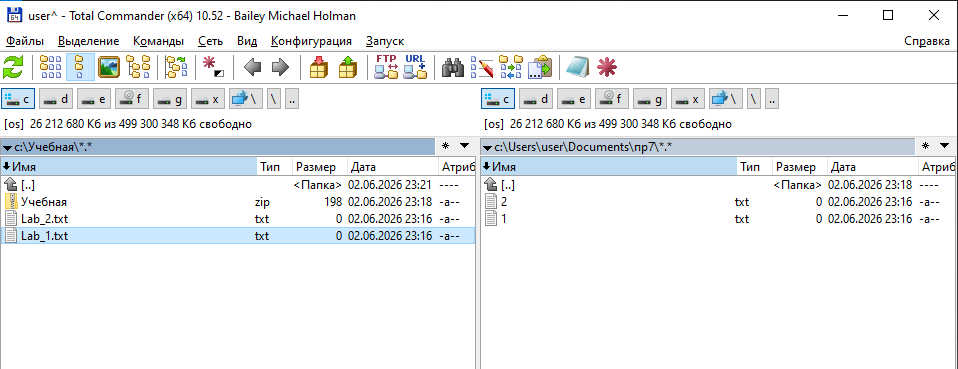 user^ - Total Commander (x64) 10.52 - Bailey Michael Holman
Файлы Выделение Команды Сеть Вид Конфигурация Запуск Справка
FTP URL
c d e f g x \ \ ..
[os] 26 212 680 Кб из 499 300 348 Кб свободно
c:\Учебная\*.* * 
Имя Тип Размер Дата Атриб
[..] <Папка> 02.06.2026 23:21 ----
Учебная zip 198 02.06.2026 23:18 -a--
Lab_2.txt txt 0 02.06.2026 23:16 -a--
Lab_1.txt txt 0 02.06.2026 23:16 -a--
c d e f g x \ \ ..
[os] 26 212 680 Кб из 499 300 348 Кб свободно
c:\Users\user\Documents\пр7\*.* *
Имя Тип Размер Дата Атриб
[..] <Папка> 02.06.2026 23:18 ----
2 txt 0 02.06.2026 23:16 -a--
1 txt 0 02.06.2026 23:16 -a--